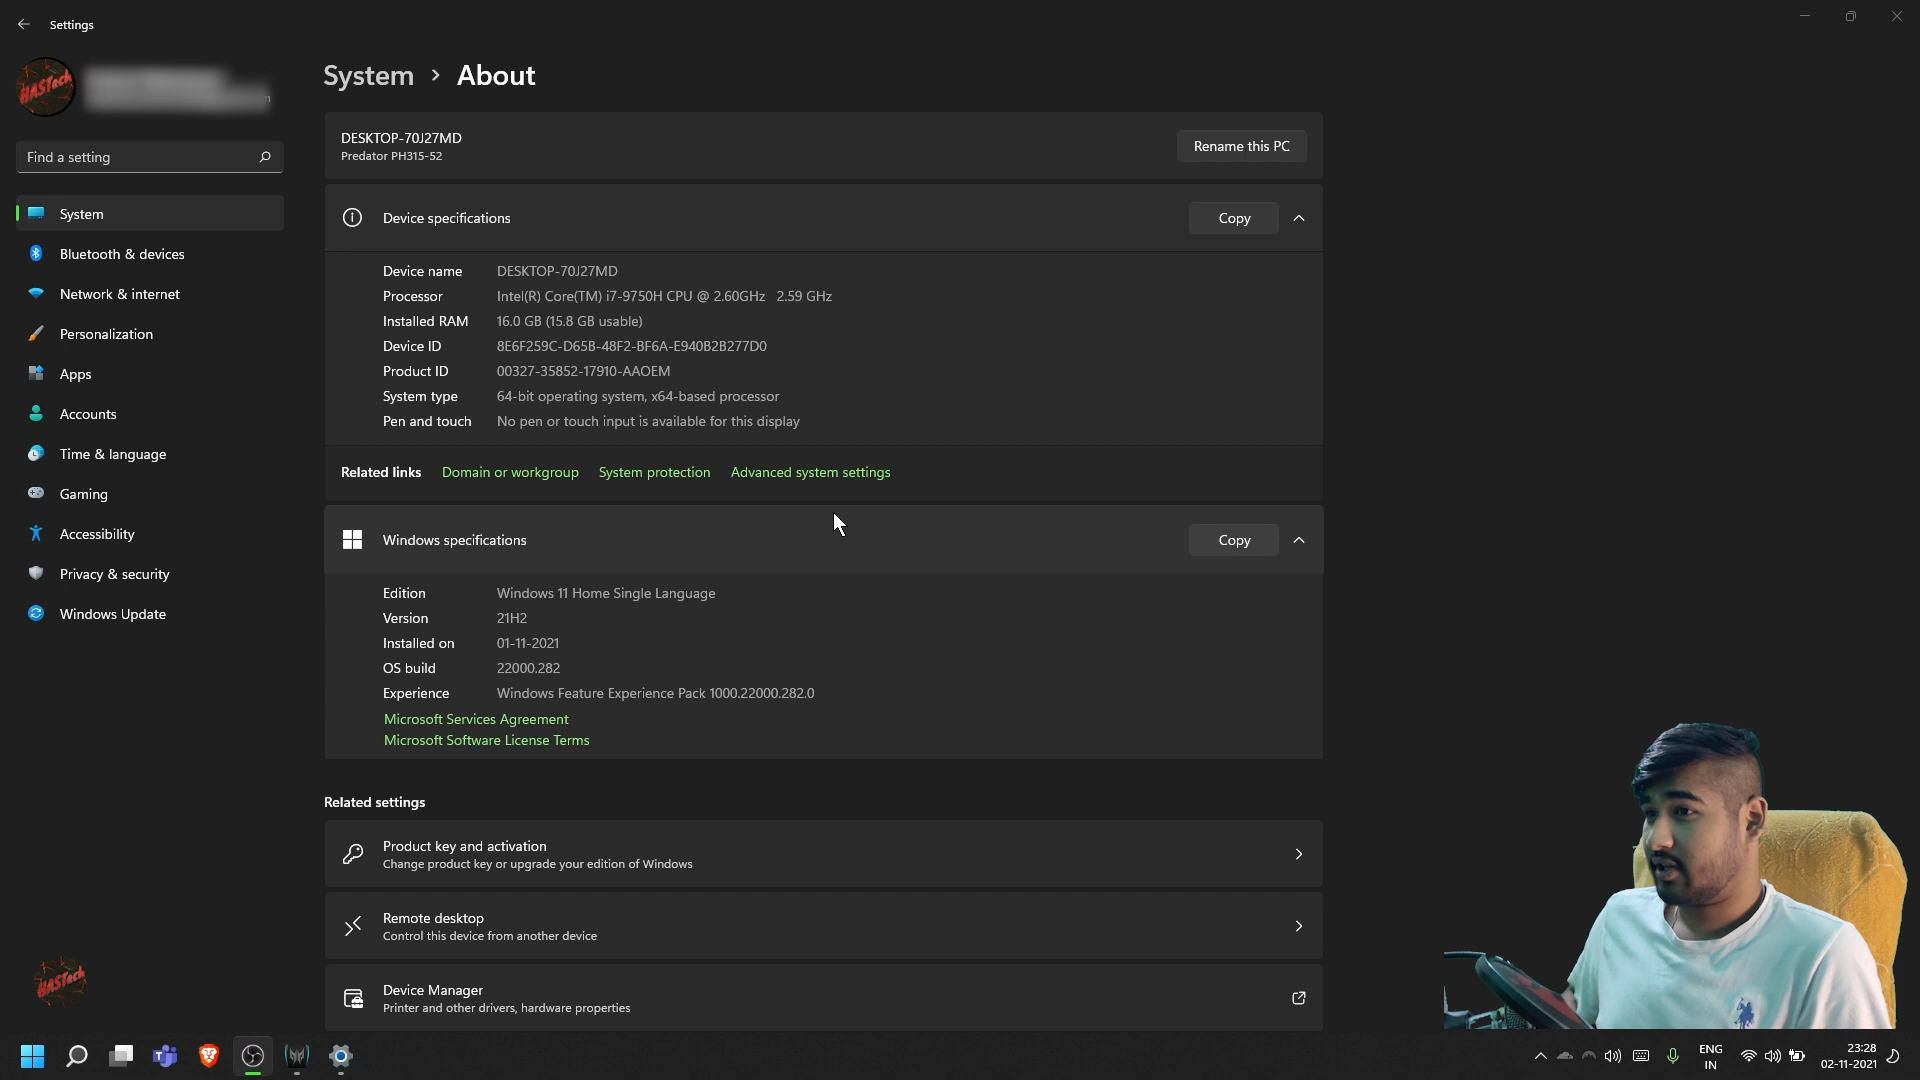 Settings
HASTech
System > About
DESKTOP-70J27MD
Predator PH315-52
Rename this PC
Find a setting
System
Bluetooth & devices
Network & internet
Personalization
Apps
Accounts
Time & language
Gaming
Accessibility
Privacy & security
Windows Update
Device specifications
Copy
Device name DESKTOP-70J27MD
Processor Intel(R) Core(TM) i7-9750H CPU @ 2.60GHz 2.59 GHz
Installed RAM 16.0 GB (15.8 GB usable)
Device ID 8E6F259C-D65B-48F2-BF6A-E940B2B277D0
Product ID 00327-35852-17910-AAOEM
System type 64-bit operating system, x64-based processor
Pen and touch No pen or touch input is available for this display
Related links Domain or workgroup System protection Advanced system settings
Windows specifications
Copy
Edition Windows 11 Home Single Language
Version 21H2
Installed on 01-11-2021
OS build 22000.282
Experience Windows Feature Experience Pack 1000.22000.282.0
Microsoft Services Agreement
Microsoft Software License Terms
Related settings
Product key and activation
Change product key or upgrade your edition of Windows
Remote desktop
Control this device from another device
Device Manager
Printer and other drivers, hardware properties
HASTech
ENG
IN
23:28
02-11-2021